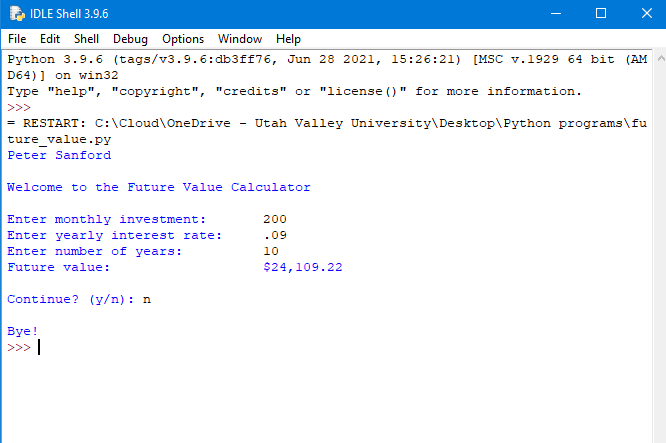 IDLE Shell 3.9.6
File Edit Shell Debug Options Window Help
Python 3.9.6 (tags/v3.9.6:db3ff76, Jun 28 2021, 15:26:21) [MSC v.1929 64 bit (AM
D64)] on win32
Type "help", "copyright", "credits" or "license()" for more information.
>>>
= RESTART: C:\Cloud\OneDrive - Utah Valley University\Desktop\Python programs\fu
ture_value.py
Peter Sanford
Welcome to the Future Value Calculator
Enter monthly investment: 200
Enter yearly interest rate: .09
Enter number of years: 10
Future value: $24,109.22
Continue? (y/n): n
Bye!
>>>